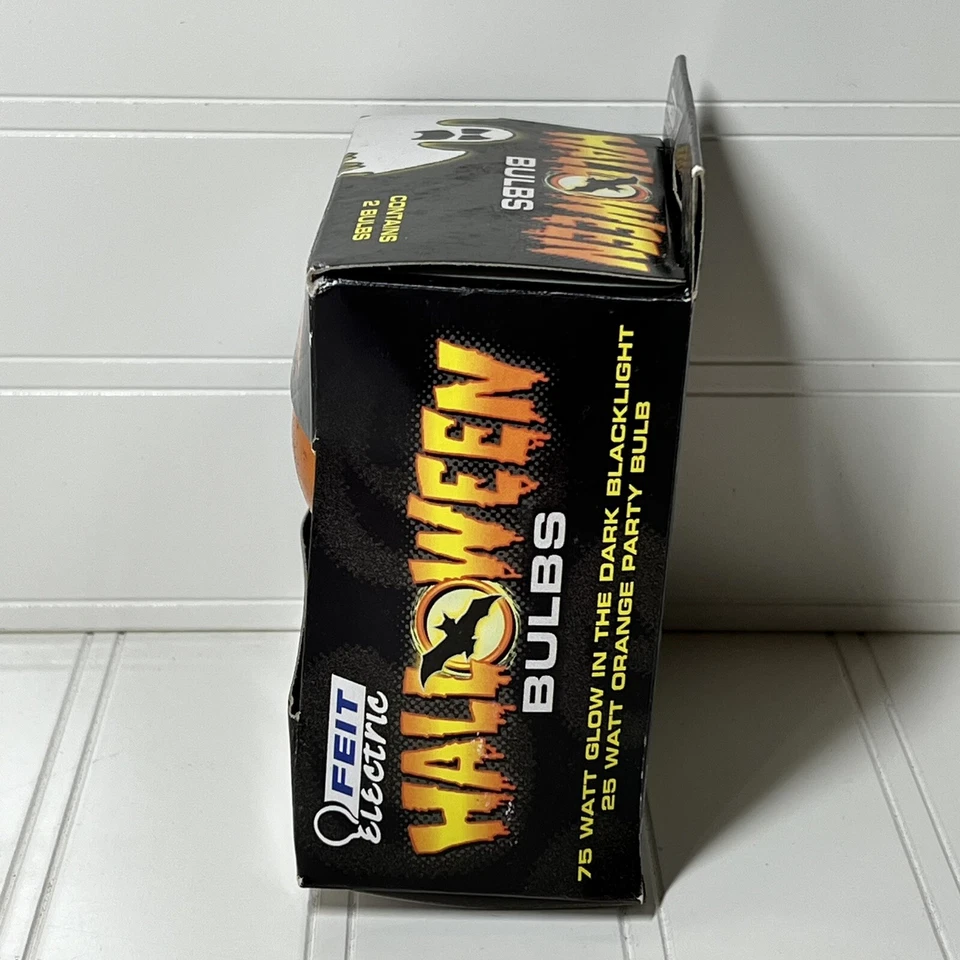 HALLOWEEN
BULBS
CONTAINS
2 BULBS
FEIT
Electric
HALLOWEEN
BULBS
75 WATT GLOW IN THE DARK BLACKLIGHT
25 WATT ORANGE PARTY BULB